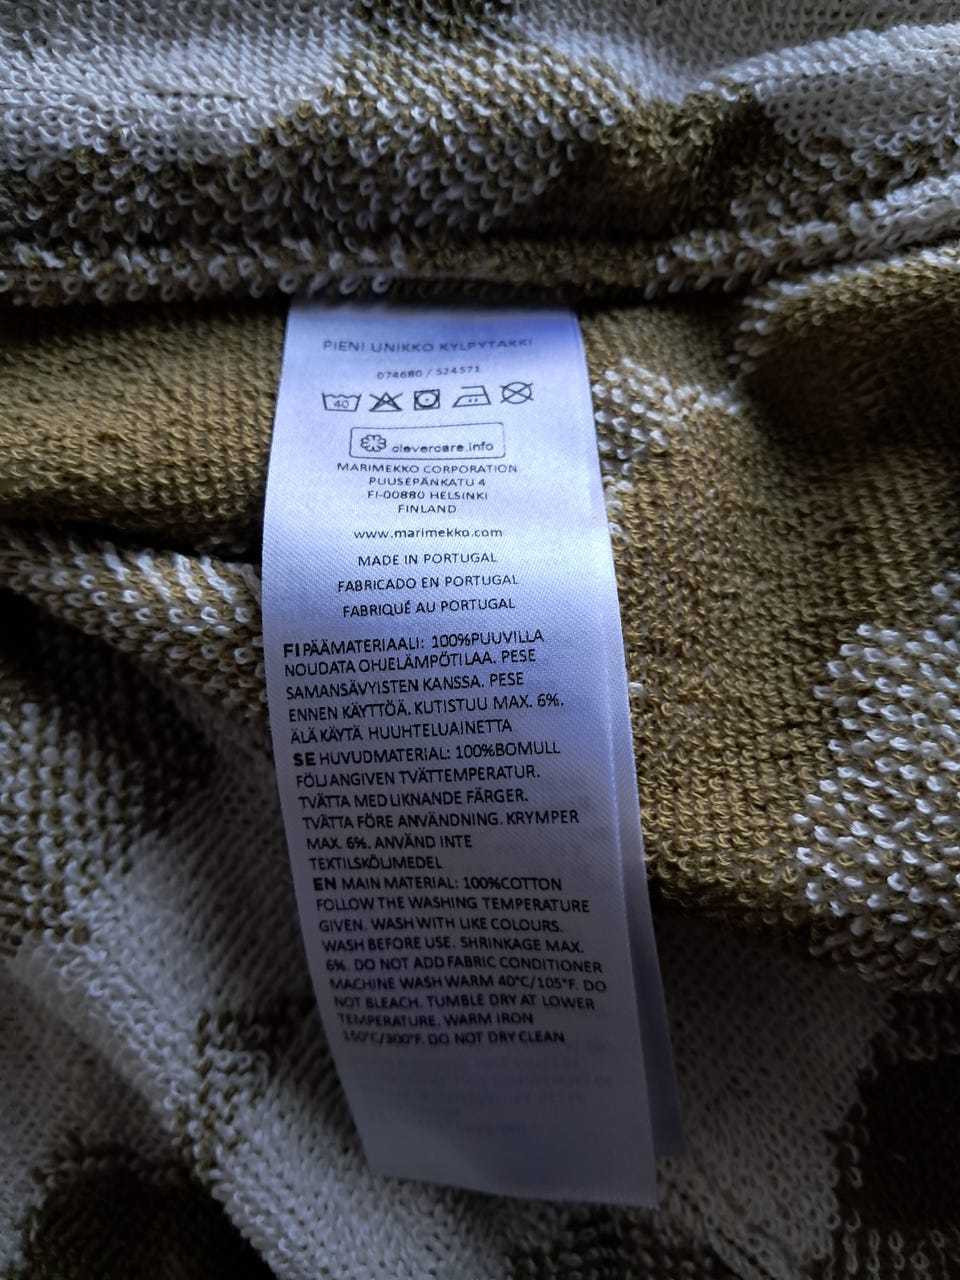 PIENI UNIKKO KYLPYTAKKI
074680 / 524571
40
clevercare.info
MARIMEKKO CORPORATION
PUUSEPÄNKATU 4
FI-00880 HELSINKI
FINLAND
www.marimekko.com
MADE IN PORTUGAL
FABRICADO EN PORTUGAL
FABRIQUÉ AU PORTUGAL
FI PÄÄMATERIAALI: 100%PUUVILLA
NOUDATA OHJELÄMPÖTILAA. PESE
SAMANSÄVYISTEN KANSSA. PESE
ENNEN KÄYTTÖÄ. KUTISTUU MAX. 6%.
ÄLÄ KÄYTÄ HUUHTELUAINETTA
SE HUVUDMATERIAL: 100%BOMULL
FÖLJ ANGIVEN TVÄTTEMPERATUR.
TVÄTTA MED LIKNANDE FÄRGER.
TVÄTTA FÖRE ANVÄNDNING. KRYMPER
MAX. 6%. ANVÄND INTE
TEXTILSKÖLJMEDEL
EN MAIN MATERIAL: 100%COTTON
FOLLOW THE WASHING TEMPERATURE
GIVEN. WASH WITH LIKE COLOURS.
WASH BEFORE USE. SHRINKAGE MAX.
6%. DO NOT ADD FABRIC CONDITIONER
MACHINE WASH WARM 40°C/105°F. DO
NOT BLEACH. TUMBLE DRY AT LOWER
TEMPERATURE. WARM IRON
150°C/300°F. DO NOT DRY CLEAN